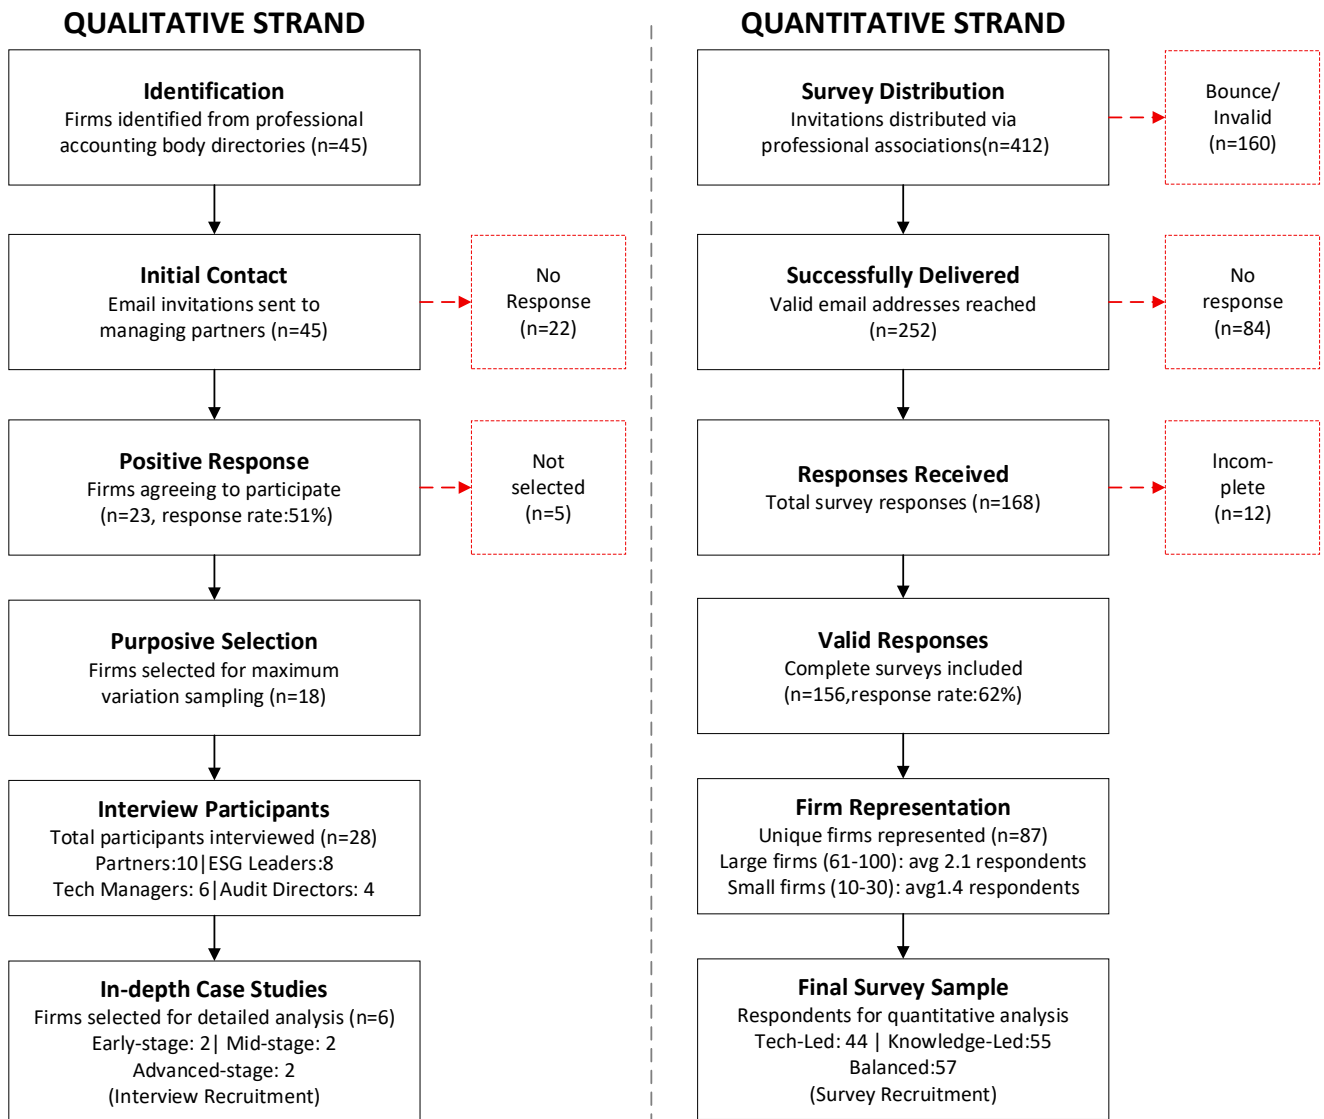 QUALITATIVE STRAND
Identification
Firms identified from professional
accounting body directories (n=45)
Initial Contact
Email invitations sent to
managing partners (n=45)
No
Response
(n=22)
Positive Response
Firms agreeing to participate
(n=23, response rate:51%)
Not
selected
(n=5)
Purposive Selection
Firms selected for maximum
variation sampling (n=18)
Interview Participants
Total participants interviewed (n=28)
Partners:10|ESG Leaders:8
Tech Managers: 6|Audit Directors: 4
In-depth Case Studies
Firms selected for detailed analysis (n=6)
Early-stage: 2| Mid-stage: 2
Advanced-stage: 2
(Interview Recruitment)
QUANTITATIVE STRAND
Survey Distribution
Invitations distributed via
professional associations(n=412)
Bounce/
Invalid
(n=160)
Successfully Delivered
Valid email addresses reached
(n=252)
No
response
(n=84)
Responses Received
Total survey responses (n=168)
Incom-
plete
(n=12)
Valid Responses
Complete surveys included
(n=156,response rate:62%)
Firm Representation
Unique firms represented (n=87)
Large firms (61-100): avg 2.1 respondents
Small firms (10-30): avg1.4 respondents
Final Survey Sample
Respondents for quantitative analysis
Tech-Led: 44 | Knowledge-Led:55
Balanced:57
(Survey Recruitment)